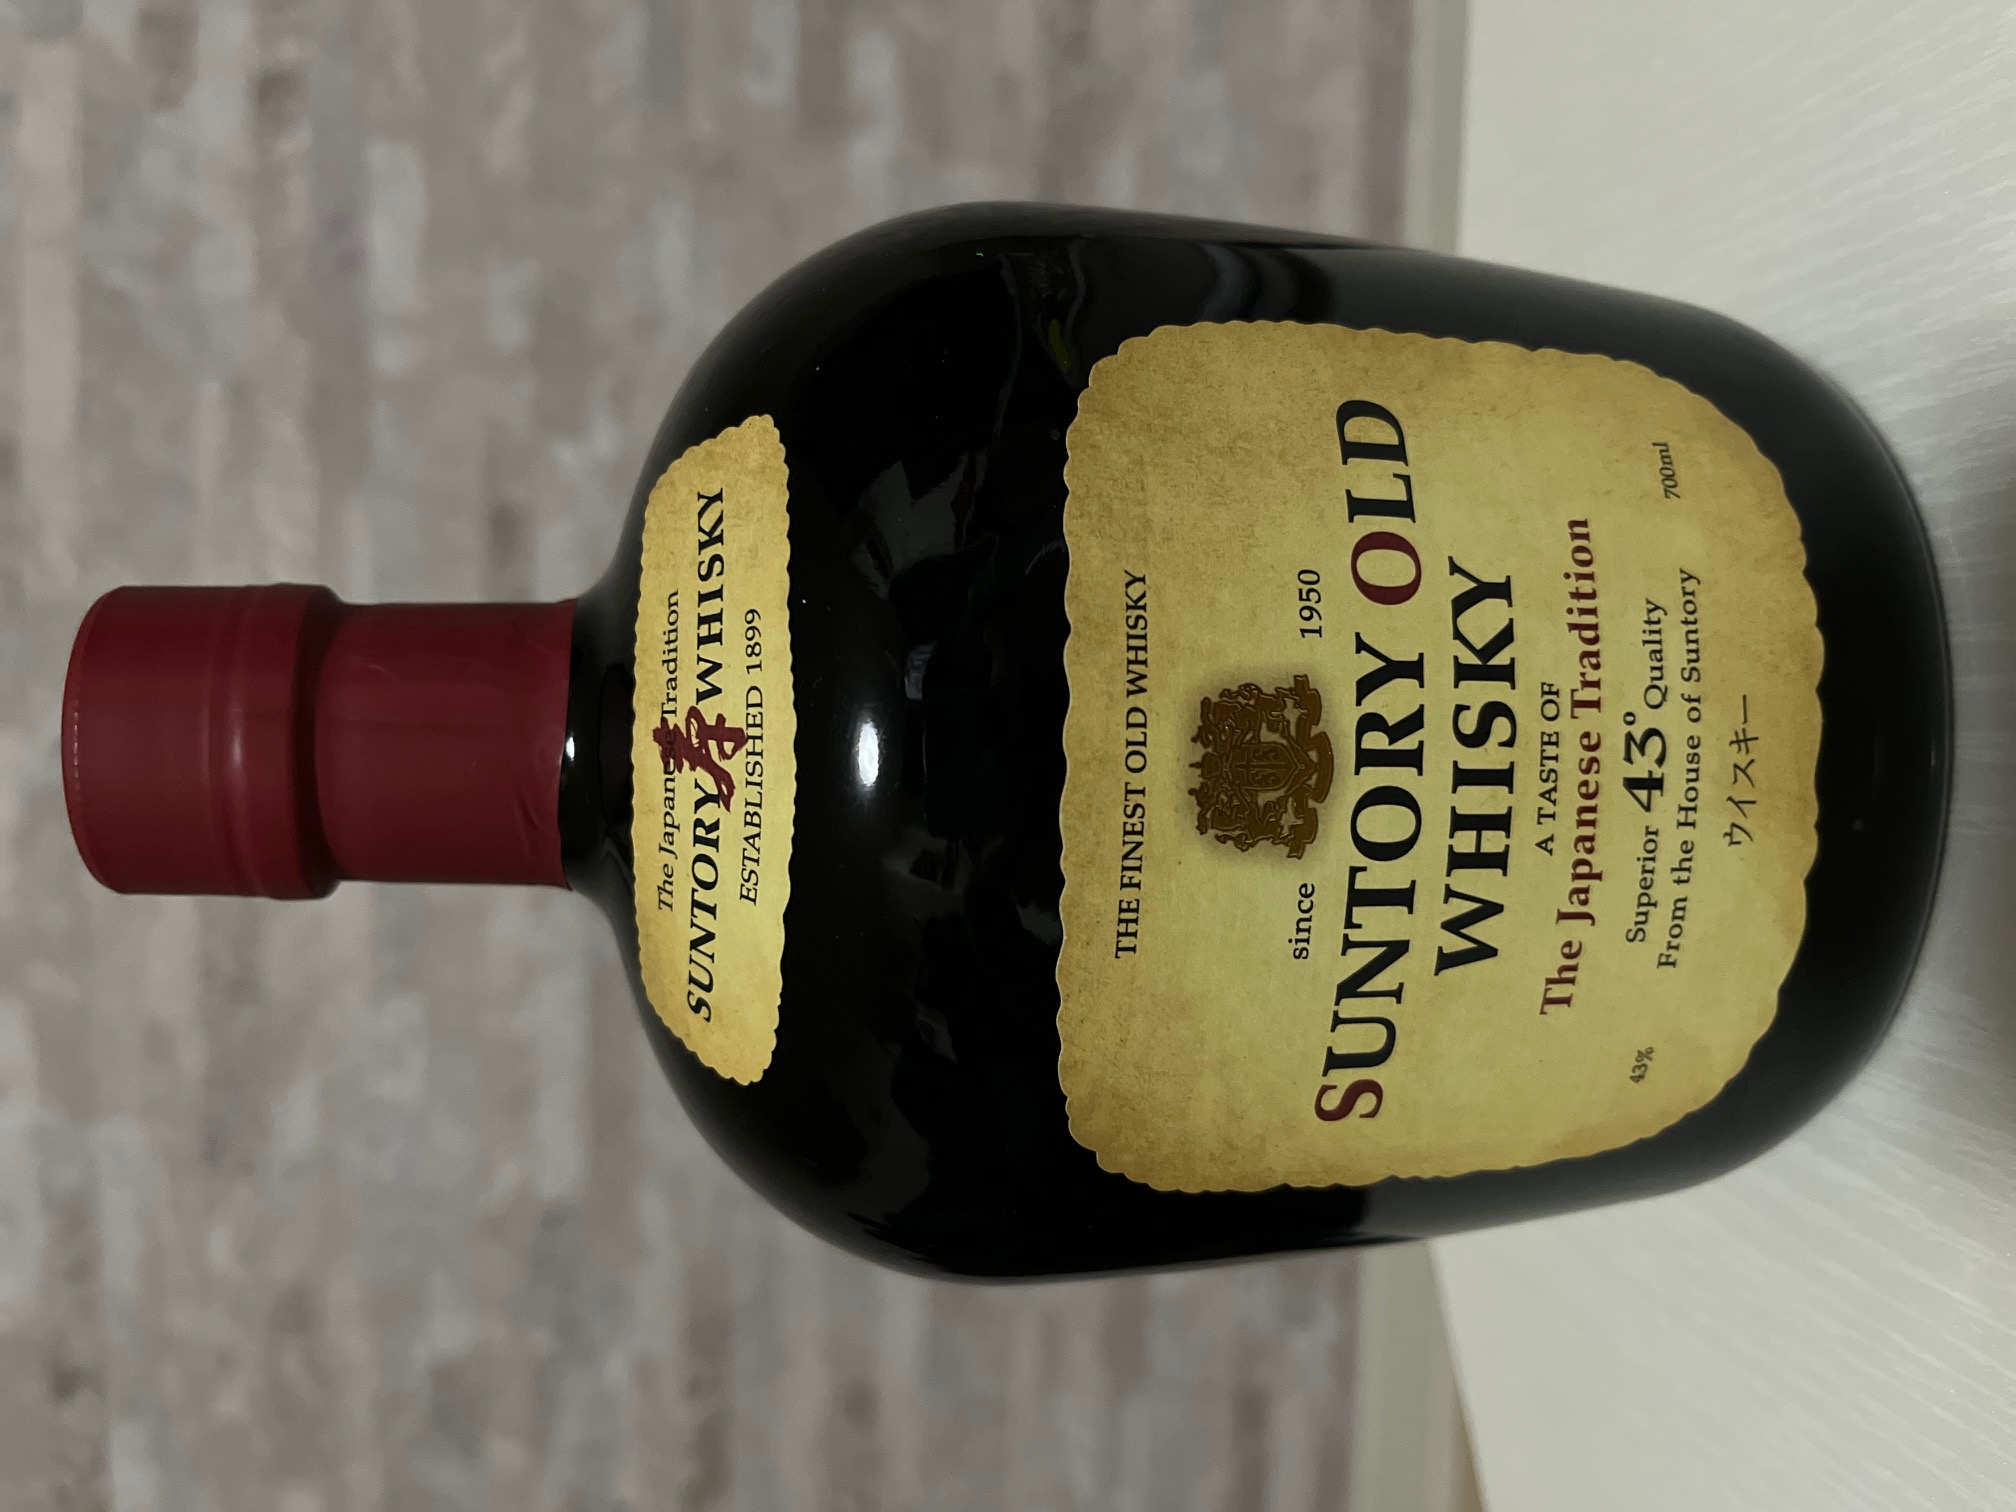 The Japanese Tradition
SUNTORY 寿 WHISKY
ESTABLISHED 1899
THE FINEST OLD WHISKY
since 1950
SUNTORY OLD
WHISKY
A TASTE OF
The Japanese Tradition
Superior 43° Quality
43% 700ml
From the House of Suntory
ウイスキー